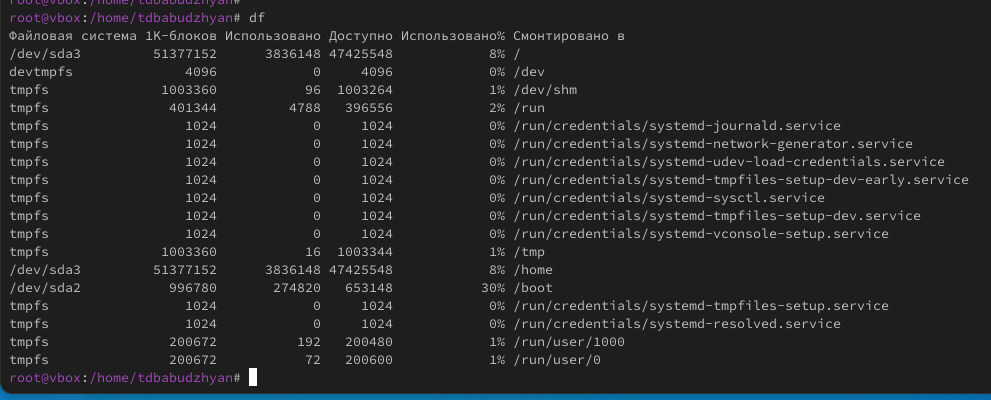 root@vbox:/home/tdbabudzhyan#
root@vbox:/home/tdbabudzhyan# df
Файловая система 1K-блоков Использовано Доступно Использовано% Смонтировано в
/dev/sda3         51377152      3836148 47425548            8% /
devtmpfs              4096            0     4096            0% /dev
tmpfs              1003360           96  1003264            1% /dev/shm
tmpfs               401344         4788   396556            2% /run
tmpfs                 1024            0     1024            0% /run/credentials/systemd-journald.service
tmpfs                 1024            0     1024            0% /run/credentials/systemd-network-generator.service
tmpfs                 1024            0     1024            0% /run/credentials/systemd-udev-load-credentials.service
tmpfs                 1024            0     1024            0% /run/credentials/systemd-tmpfiles-setup-dev-early.service
tmpfs                 1024            0     1024            0% /run/credentials/systemd-sysctl.service
tmpfs                 1024            0     1024            0% /run/credentials/systemd-tmpfiles-setup-dev.service
tmpfs                 1024            0     1024            0% /run/credentials/systemd-vconsole-setup.service
tmpfs              1003360           16  1003344            1% /tmp
/dev/sda3         51377152      3836148 47425548            8% /home
/dev/sda2           996780       274820   653148           30% /boot
tmpfs                 1024            0     1024            0% /run/credentials/systemd-tmpfiles-setup.service
tmpfs                 1024            0     1024            0% /run/credentials/systemd-resolved.service
tmpfs               200672          192   200480            1% /run/user/1000
tmpfs               200672           72   200600            1% /run/user/0
root@vbox:/home/tdbabudzhyan#